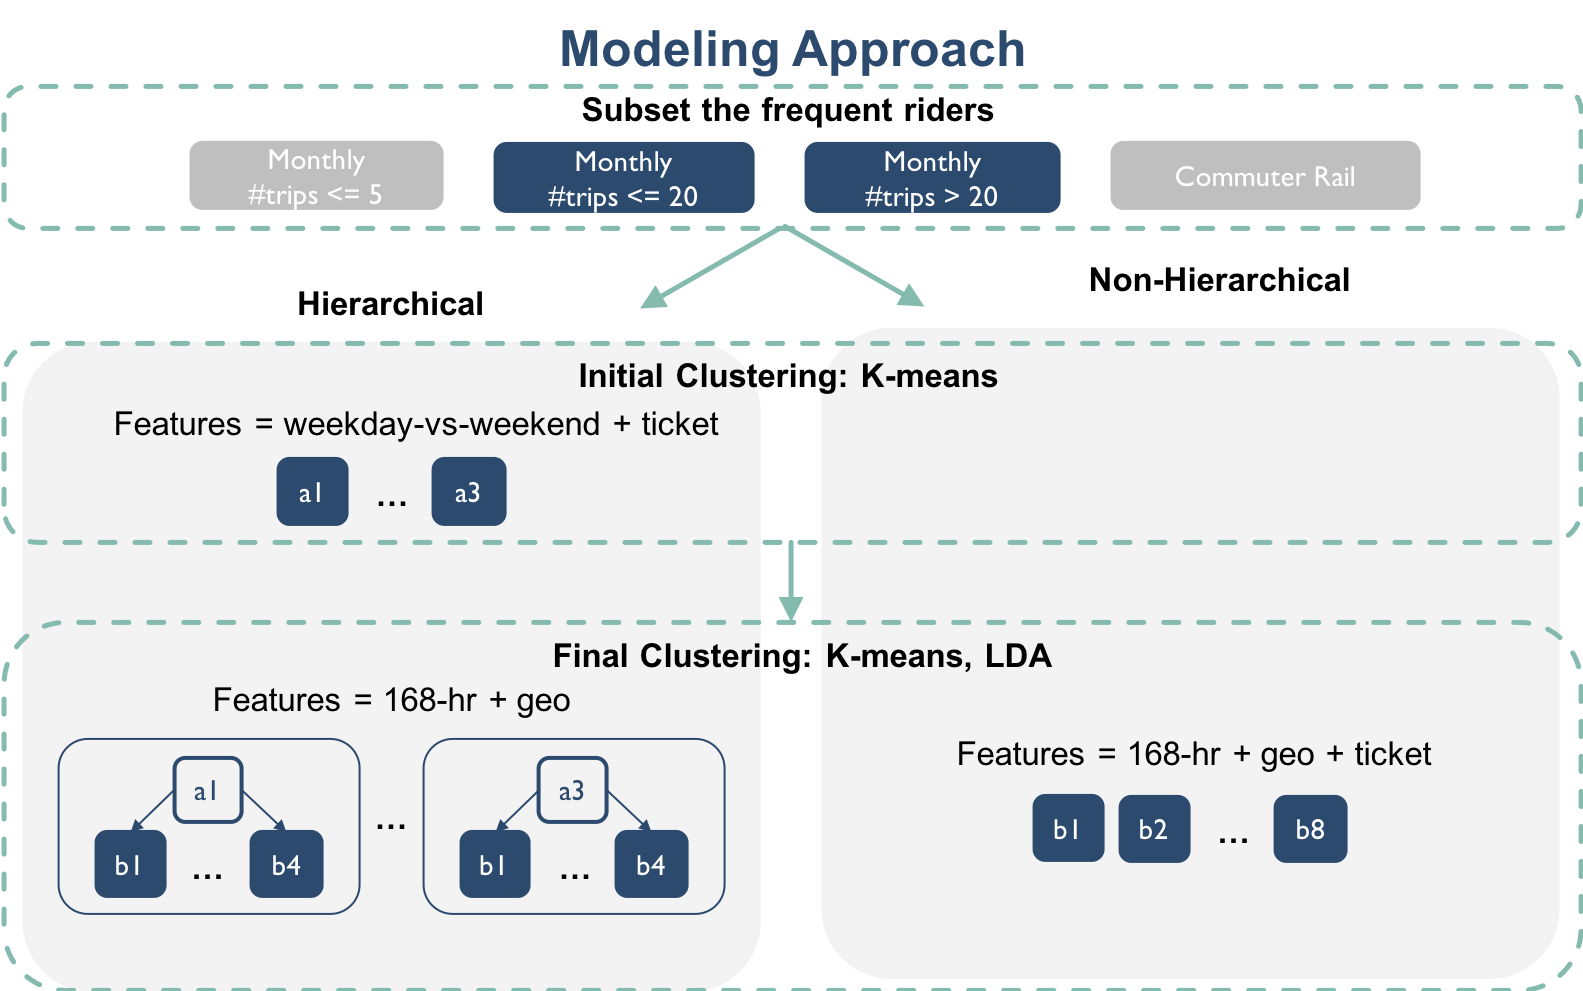 Modeling Approach
Subset the frequent riders
Monthly
#trips <= 5
Monthly
#trips <= 20
Monthly
#trips > 20
Commuter Rail
Hierarchical
Non-Hierarchical
Initial Clustering: K-means
Features = weekday-vs-weekend + ticket
a1
...
a3
Final Clustering: K-means, LDA
Features = 168-hr + geo
a1
b1
...
b4
...
a3
b1
...
b4
Features = 168-hr + geo + ticket
b1
b2
...
b8